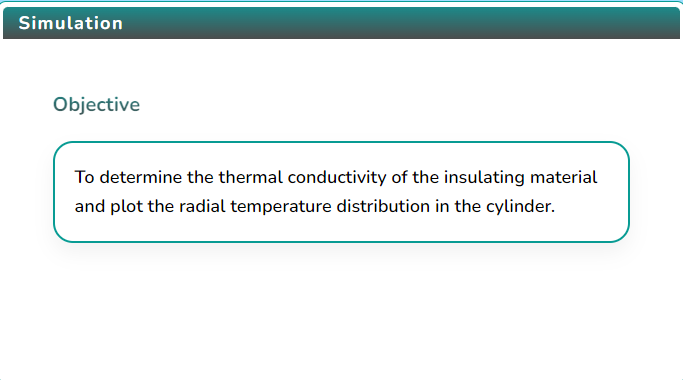 Simulation
Objective
To determine the thermal conductivity of the insulating material
and plot the radial temperature distribution in the cylinder.